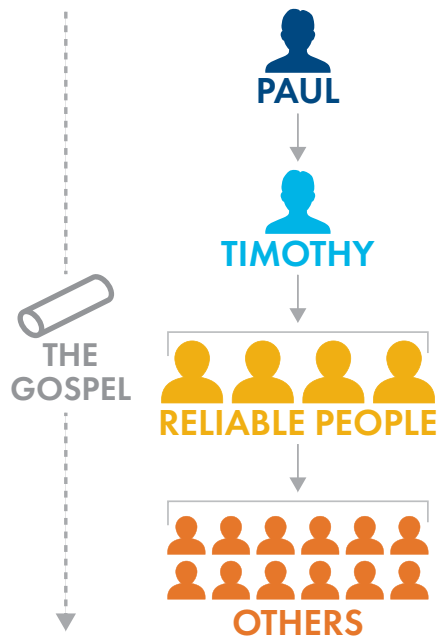 PAUL
TIMOTHY
THE
GOSPEL
RELIABLE PEOPLE
OTHERS